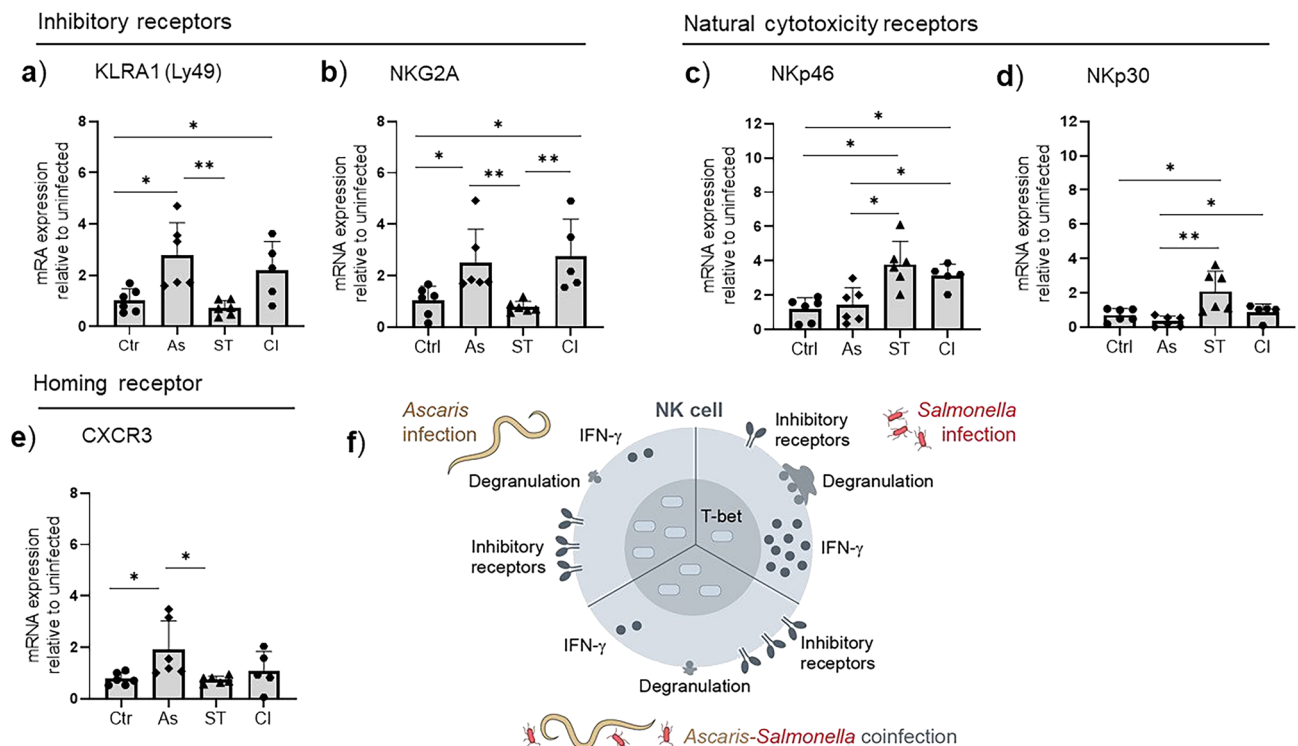 Inhibitory receptors
Natural cytotoxicity receptors
a) KLRA1 (Ly49)
mRA expression
relative to uninfected
8
6
4
2
0
*
*
**
Ctr As ST CI
b) NKG2A
mRNA expression
relative to uninfected
8
6
4
2
0
*
*
**
**
Ctrl As ST CI
c) NKp46
mRNA expression
relative to uninfected
12
10
8
6
4
2
0
*
*
*
*
Ctrl As ST CI
d) NKp30
mRNA expression
relative to uninfected
12
10
8
6
4
2
0
*
*
**
Ctrl As ST CI
Homing receptor
e) CXCR3
mRNA expression
relative to uninfected
8
6
4
2
0
*
*
Ctr As ST CI
f)
Ascaris
infection
NK cell
Salmonella
infection
IFN-γ
Inhibitory
receptors
Degranulation
Degranulation
T-bet
Inhibitory
receptors
IFN-γ
IFN-γ
Inhibitory
receptors
Degranulation
Ascaris-Salmonella coinfection